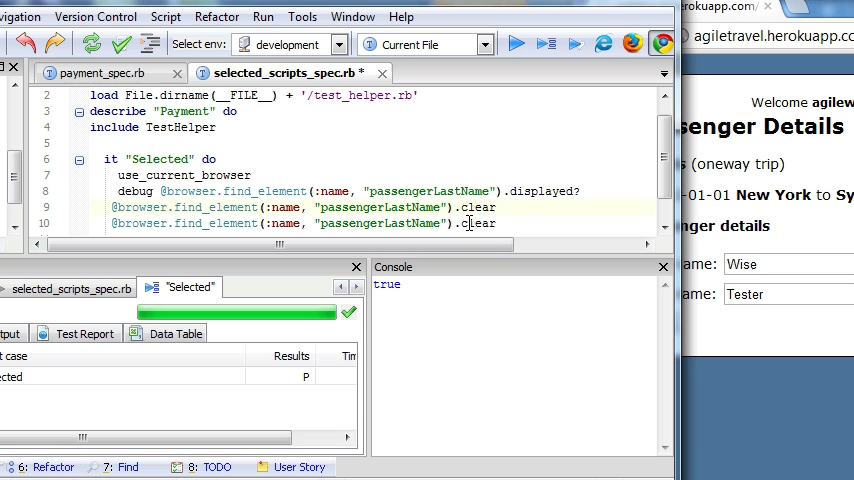 vigation Version Control Script Refactor Run Tools Window Help
Select env: development Current File
payment_spec.rb selected_scripts_spec.rb *
2 load File.dirname(__FILE__) + '/test_helper.rb'
3 describe "Payment" do
4 include TestHelper
5
6 it "Selected" do
7 use_current_browser
8 debug @browser.find_element(:name, "passengerLastName").displayed?
9 @browser.find_element(:name, "passengerLastName").clear
10 @browser.find_element(:name, "passengerLastName").clear
selected_scripts_spec.rb "Selected"
tput Test Report Data Table
t case Results Tim
ected P
6: Refactor 7: Find 8: TODO User Story
Console
true
erokuapp.com/
agiletravel.herokuapp.co
Welcome agilew
senger Details
s (oneway trip)
-01-01 New York to Sy
nger details
name: Wise
name: Tester